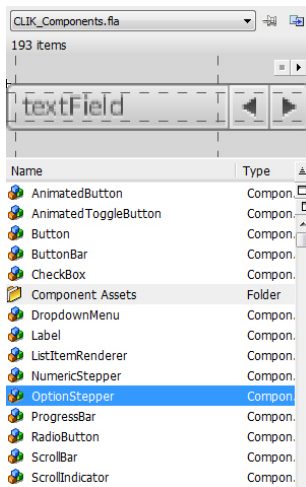 CLIK_Components.fla
193 items
textField
Name Type
AnimatedButton Compon.
AnimatedToggleButton Compon.
Button Compon.
ButtonBar Compon.
CheckBox Compon.
Component Assets Folder
DropdownMenu Compon.
Label Compon.
ListItemRenderer Compon.
NumericStepper Compon.
OptionStepper Compon.
ProgressBar Compon.
RadioButton Compon.
ScrollBar Compon.
ScrollIndicator Compon.